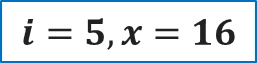 i = 5, x = 16